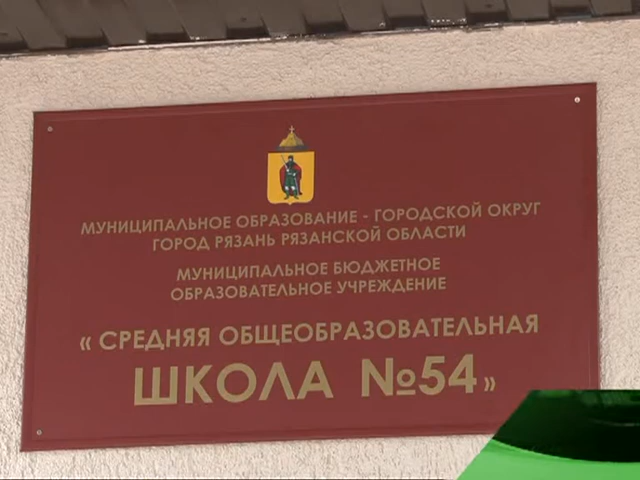 МУНИЦИПАЛЬНОЕ ОБРАЗОВАНИЕ - ГОРОДСКОЙ ОКРУГ
ГОРОД РЯЗАНЬ РЯЗАНСКОЙ ОБЛАСТИ
МУНИЦИПАЛЬНОЕ БЮДЖЕТНОЕ
ОБРАЗОВАТЕЛЬНОЕ УЧРЕЖДЕНИЕ
« СРЕДНЯЯ ОБЩЕОБРАЗОВАТЕЛЬНАЯ
ШКОЛА №54»